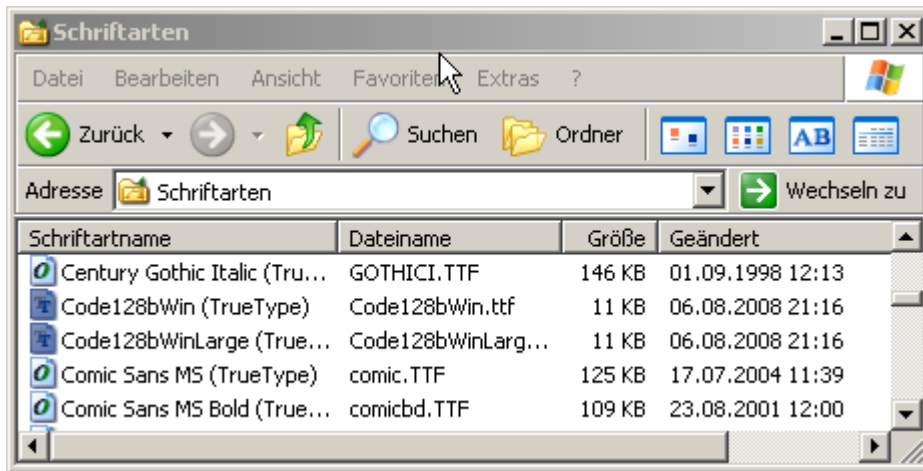 Schriftarten
Datei Bearbeiten Ansicht Favoriten Extras ?
Zurück Suchen Ordner AB
Adresse Schriftarten Wechseln zu
Schriftartname Dateiname Größe Geändert
Century Gothic Italic (Tru... GOTHICI.TTF 146 KB 01.09.1998 12:13
Code128bWin (TrueType) Code128bWin.ttf 11 KB 06.08.2008 21:16
Code128bWinLarge (True... Code128bWinLarg... 11 KB 06.08.2008 21:16
Comic Sans MS (TrueType) comic.TTF 125 KB 17.07.2004 11:39
Comic Sans MS Bold (True... comicbd.TTF 109 KB 23.08.2001 12:00